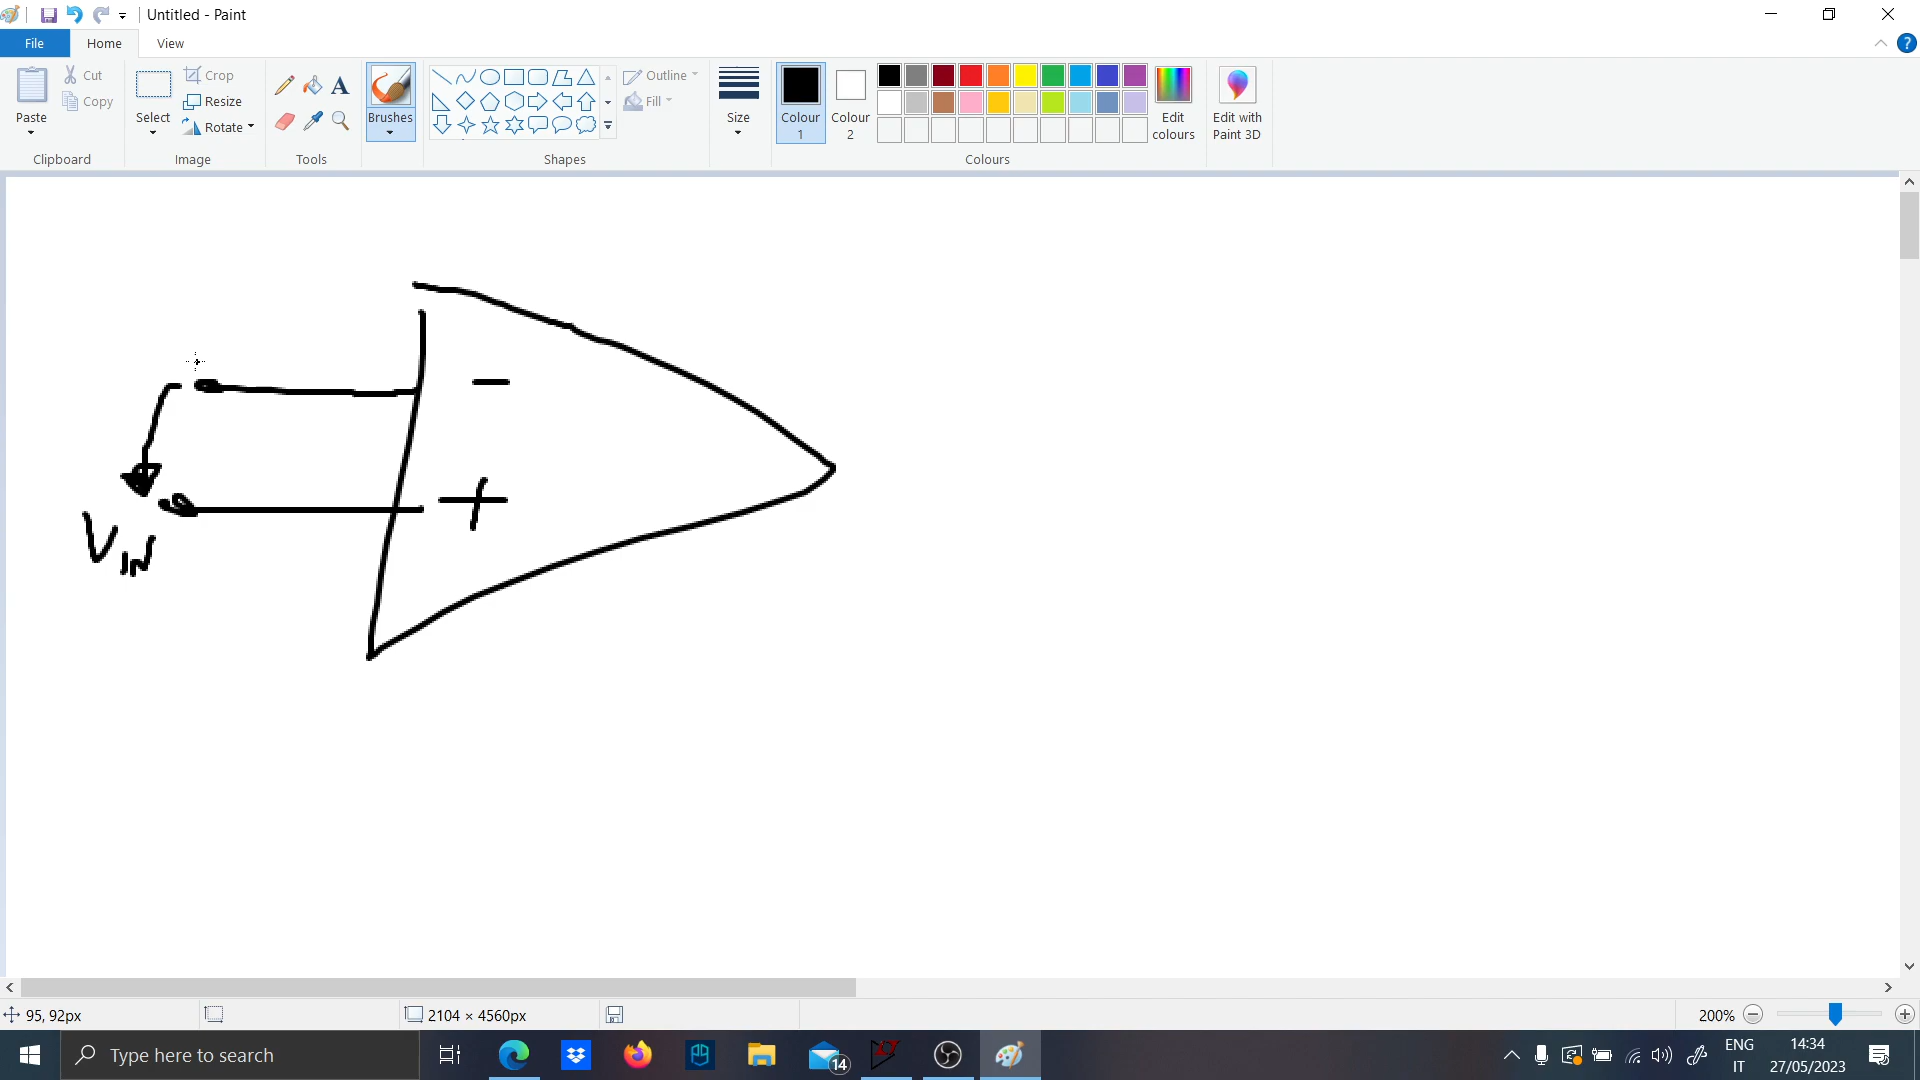 Untitled - Paint
File Home View
Paste
Cut
Copy
Clipboard
Select
Crop
Resize
Rotate
Image
Tools
Brushes
Outline
Fill
Shapes
Size
Colour 1
Colour 2
Edit colours
Colours
Edit with Paint 3D
-
+
VIN
95, 92px
2104 × 4560px
200%
Type here to search
14
ENG
IT
14:34
27/05/2023